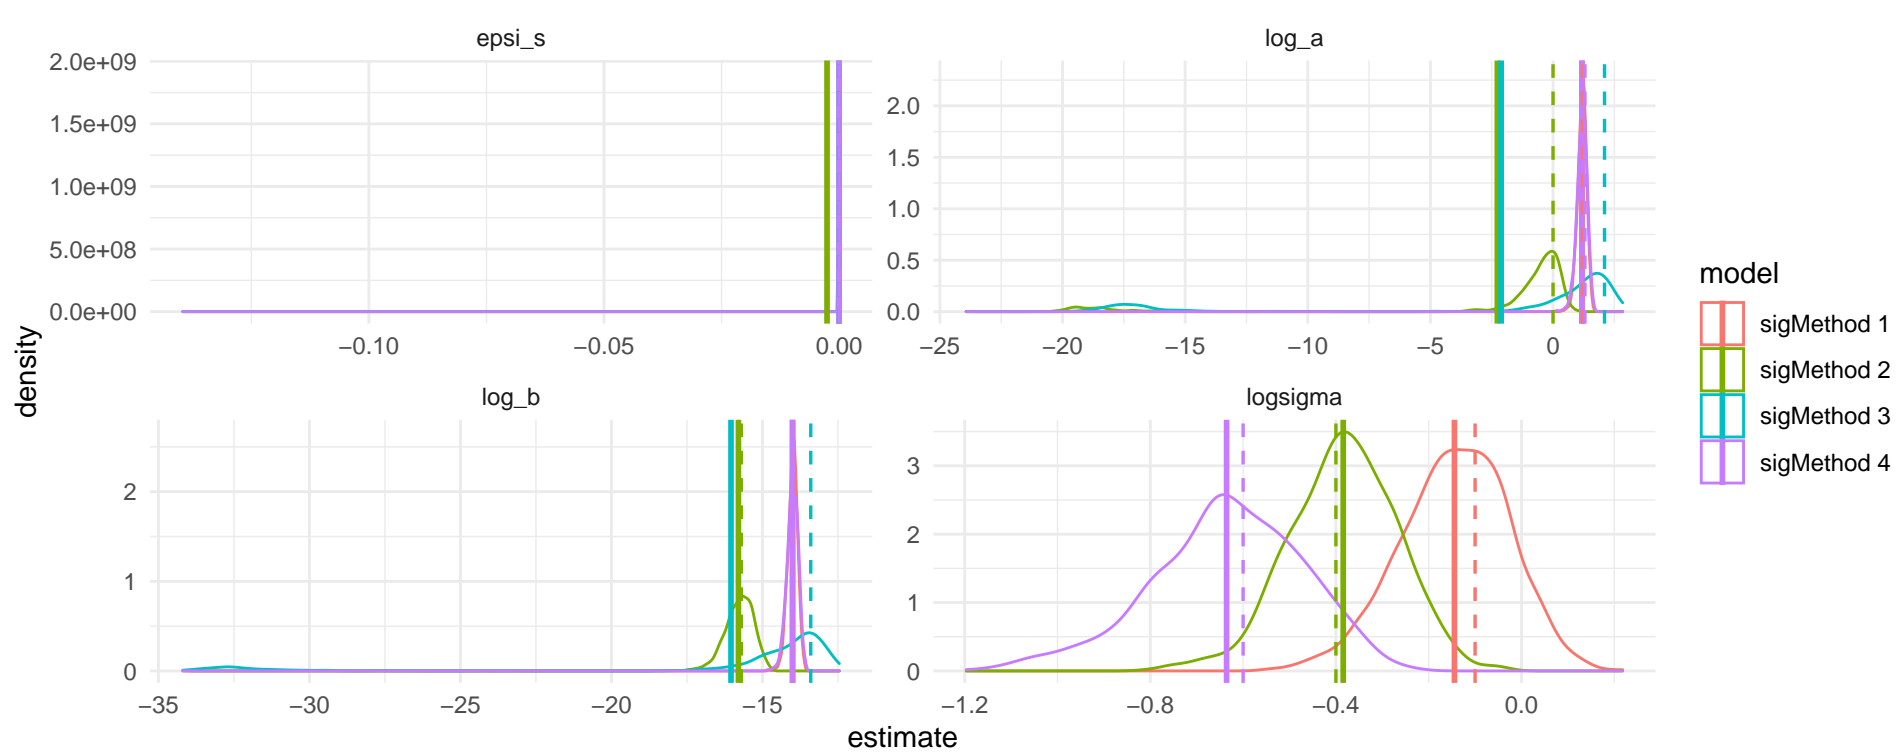 epsi_s
log_a
2.0e+09
1.5e+09
1.0e+09
5.0e+08
0.0e+00
−0.10
−0.05
0.00
2.0
1.5
1.0
0.5
0.0
−25
−20
−15
−10
−5
0
log_b
logsigma
2
1
0
−35
−30
−25
−20
−15
3
2
1
0
−1.2
−0.8
−0.4
0.0
density
estimate
model
sigMethod 1
sigMethod 2
sigMethod 3
sigMethod 4